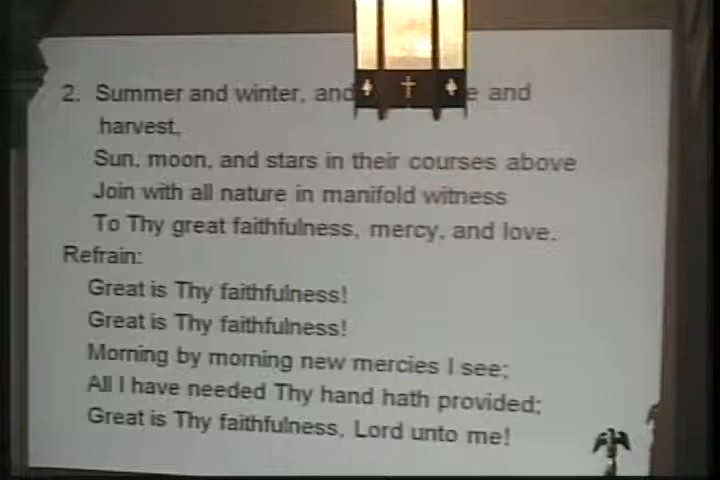 2. Summer and winter, and e and
harvest,
Sun, moon, and stars in their courses above
Join with all nature in manifold witness
To Thy great faithfulness, mercy, and love.
Refrain:
Great is Thy faithfulness!
Great is Thy faithfulness!
Morning by morning new mercies I see;
All I have needed Thy hand hath provided;
Great is Thy faithfulness, Lord unto me!